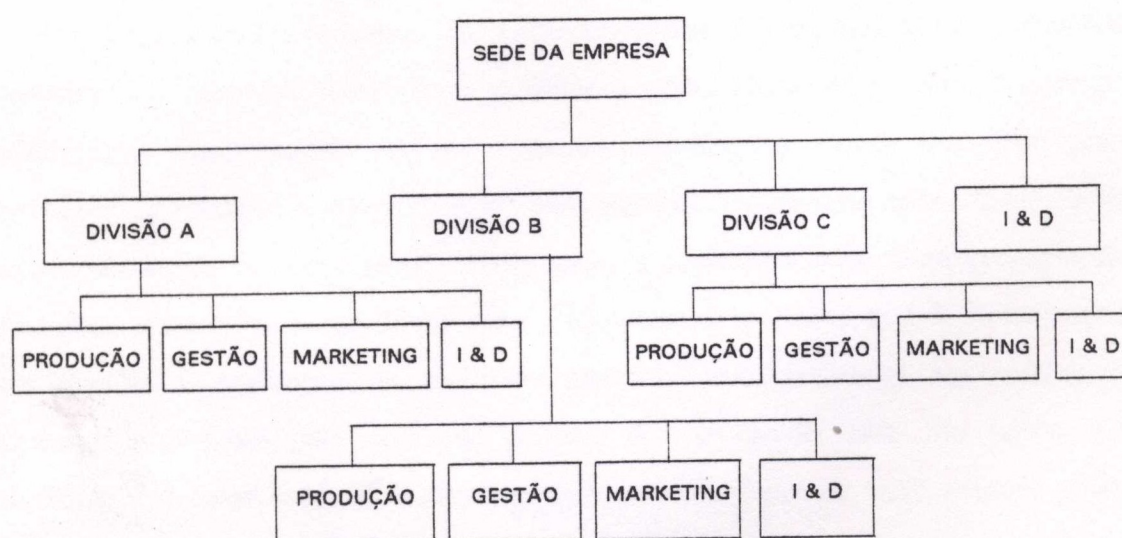 SEDE DA EMPRESA
DIVISÃO A
DIVISÃO B
DIVISÃO C
I & D
PRODUÇÃO
GESTÃO
MARKETING
I & D
PRODUÇÃO
GESTÃO
MARKETING
I & D
PRODUÇÃO
GESTÃO
MARKETING
I & D